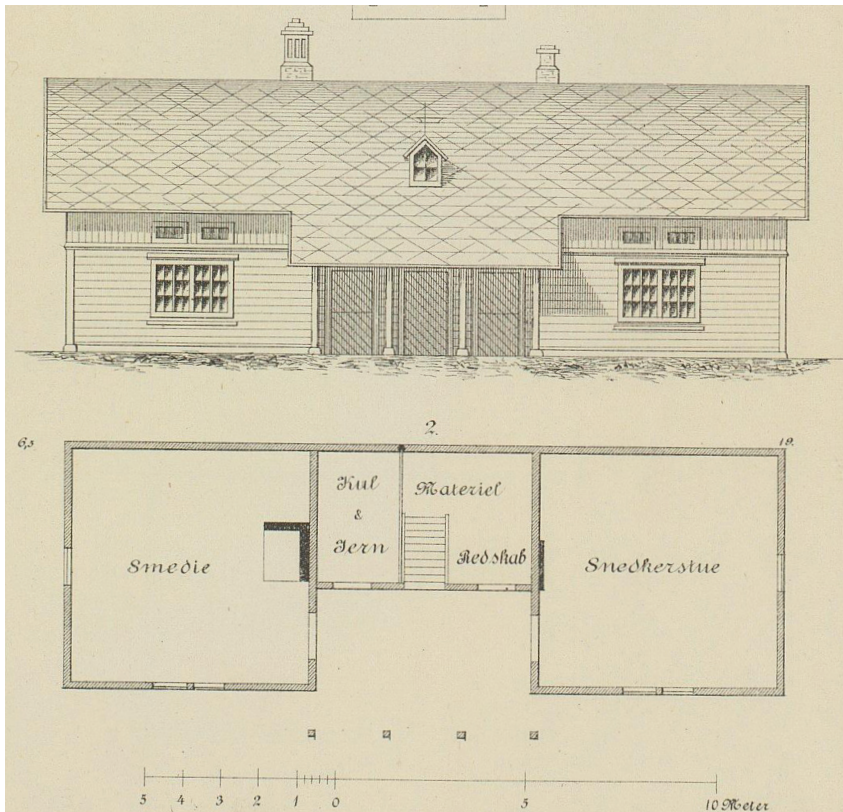 2.
6,5 19.
Smedie
Kul
&
Jern
Materiel
Redskab
Snedkerstue
5 4 3 2 1 0 5 10 Meter